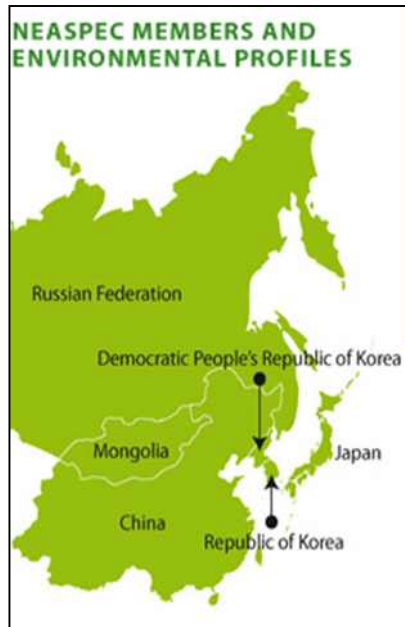 NEASPEC MEMBERS AND
ENVIRONMENTAL PROFILES
Russian Federation
Democratic People's Republic of Korea
Mongolia
Japan
China
Republic of Korea